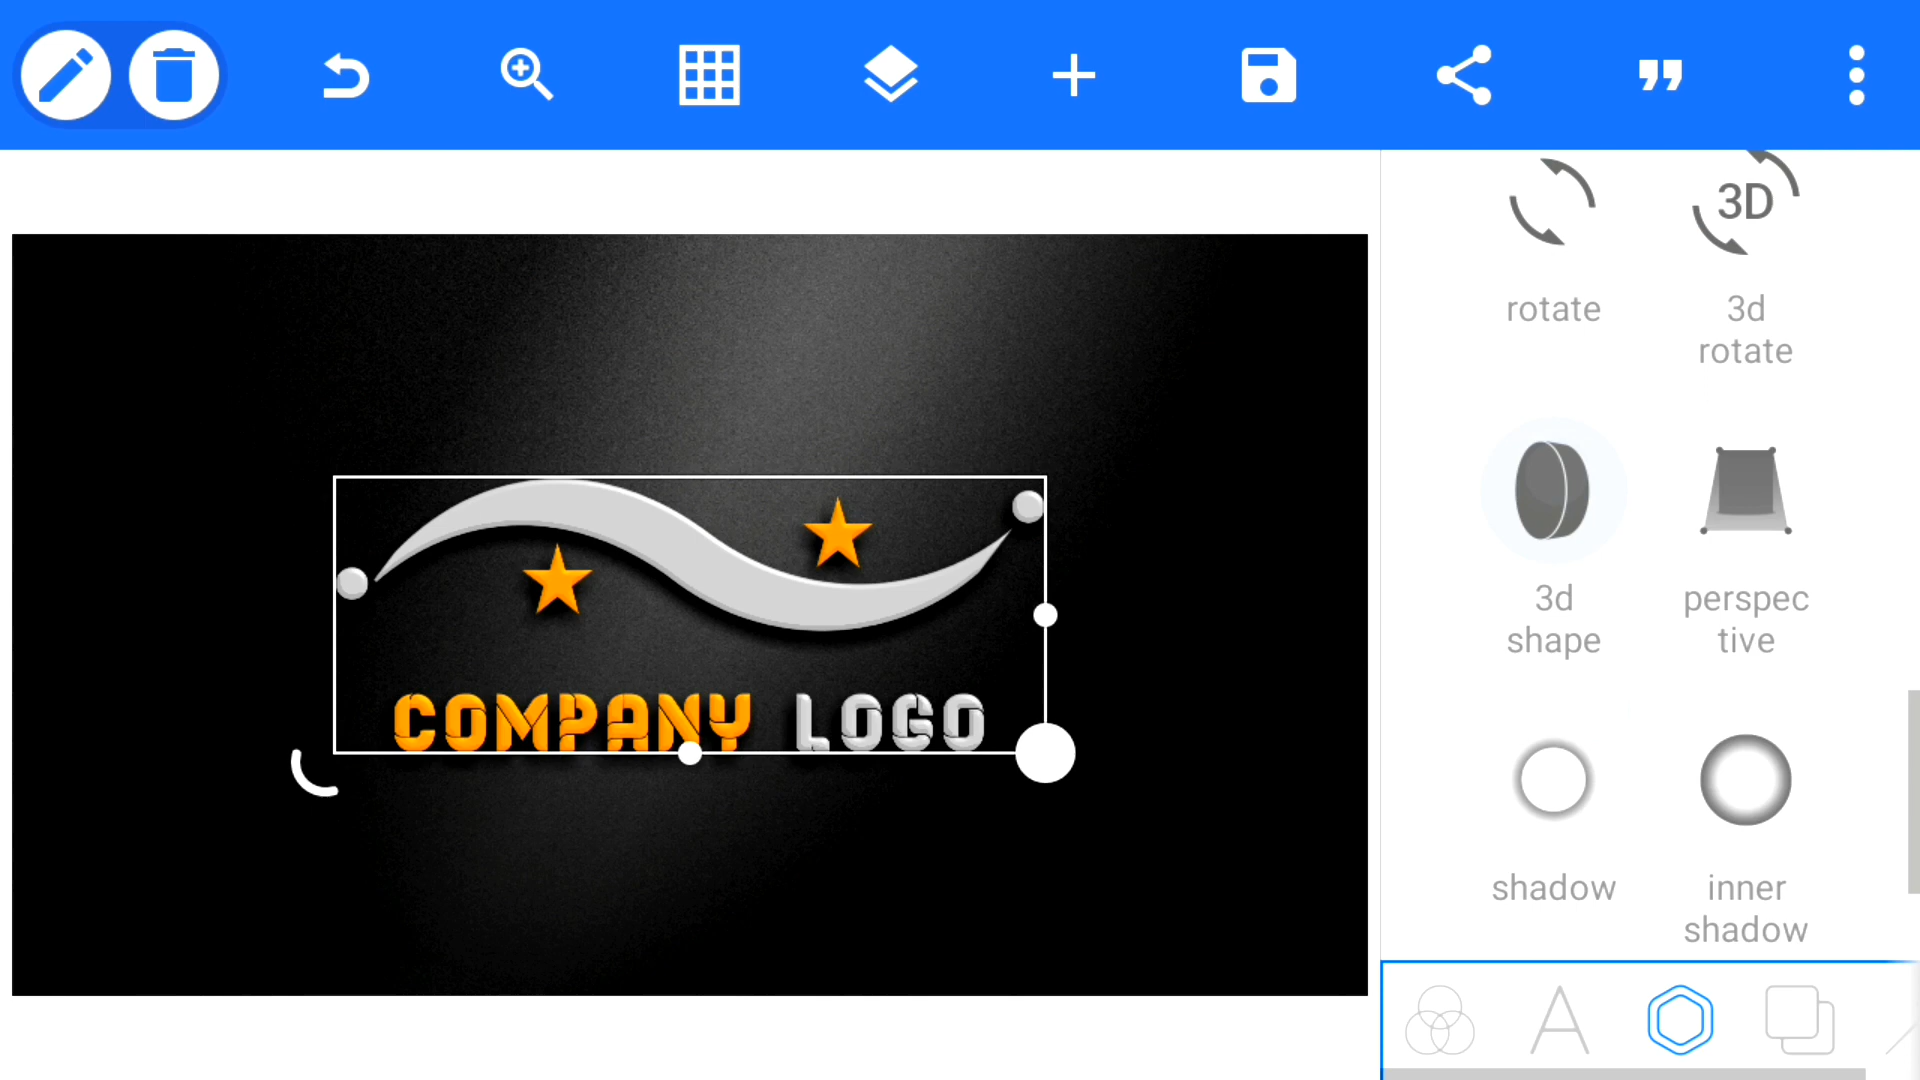 3D
rotate
3d
rotate
COMPANY LOGO
3d
shape
perspec
tive
shadow
inner
shadow